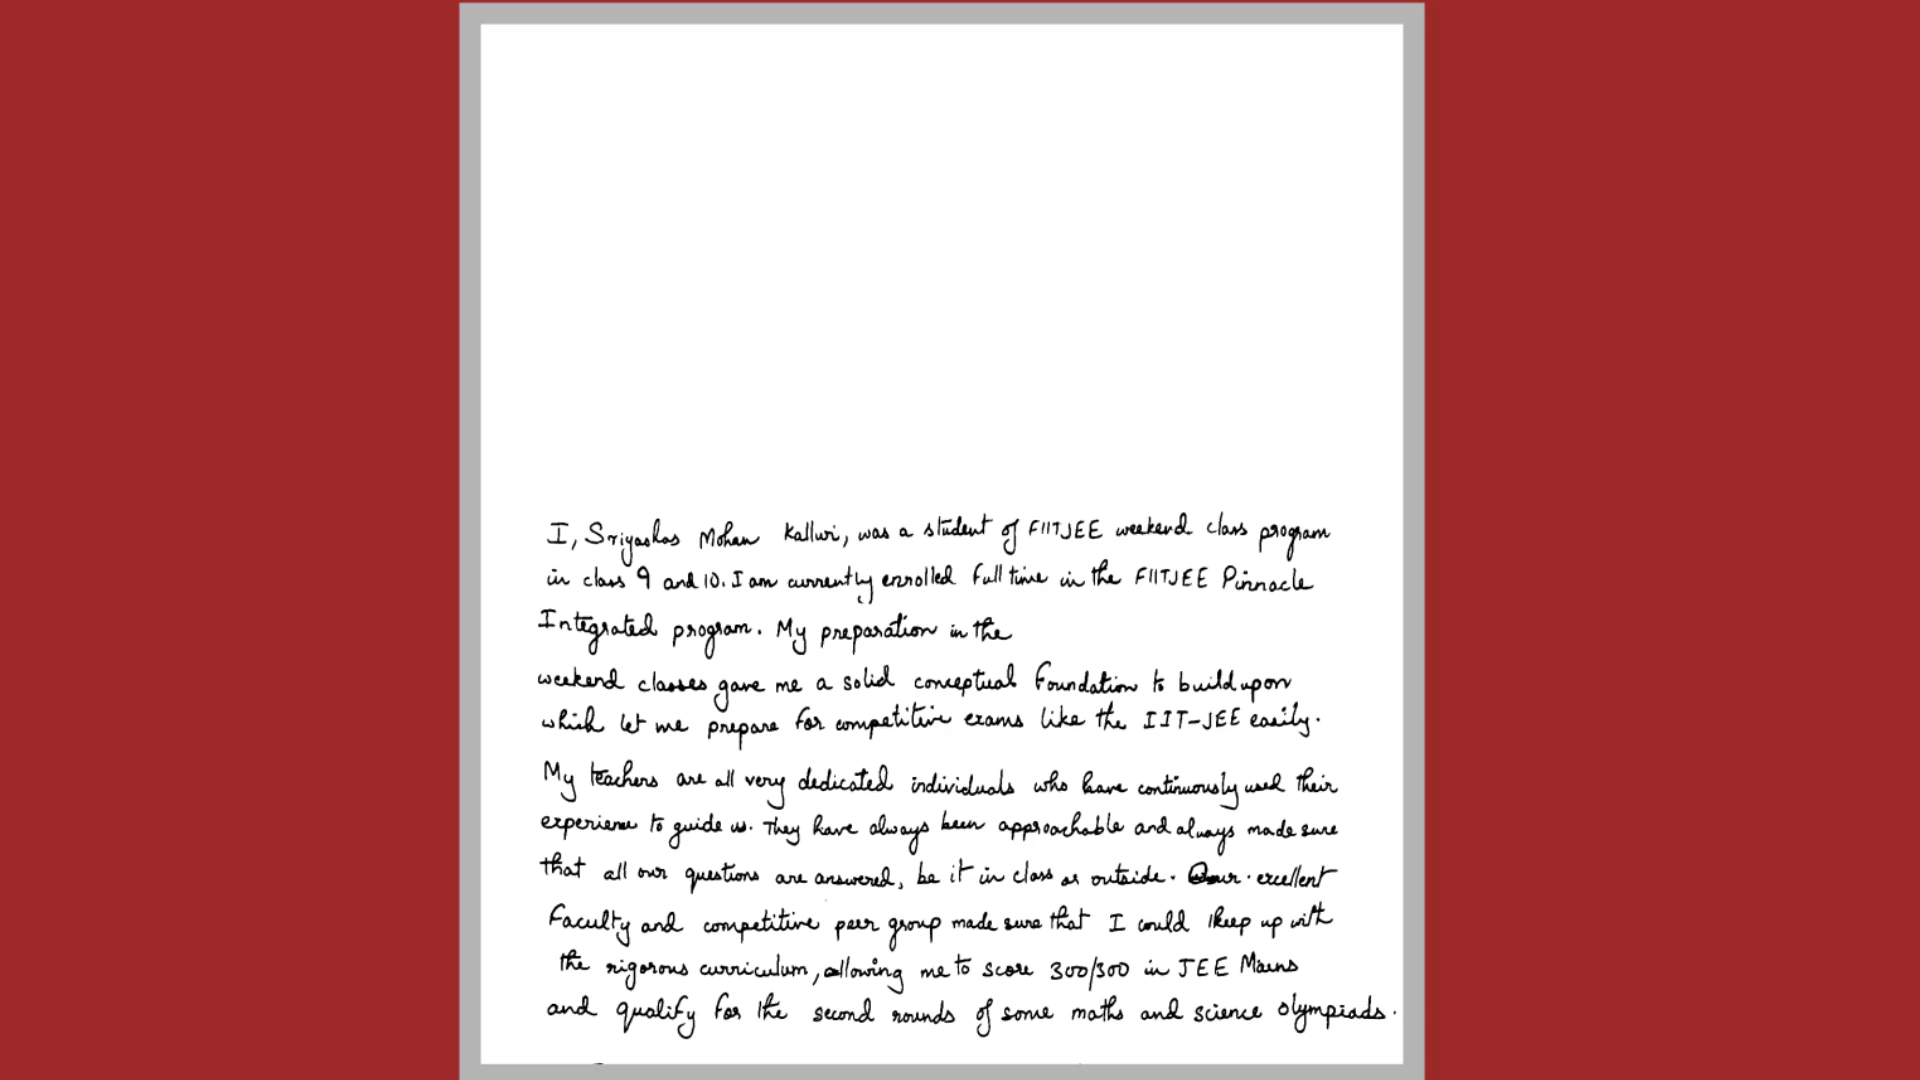 I, Sriyashas Mohan Kalluri, was a student of FIITJEE weekend class program
in class 9 and 10. I am currently enrolled full time in the FIITJEE Pinnacle
Integrated program. My preparation in the
weekend classes gave me a solid conceptual foundation to build upon
which let me prepare for competitive exams like the IIT-JEE easily.
My teachers are all very dedicated individuals who have continuously used their
experience to guide us. They have always been approachable and always made sure
that all our questions are answered, be it in class or outside. Our excellent
faculty and competitive peer group made sure that I could keep up with
the rigorous curriculum, allowing me to score 300/300 in JEE Mains
and qualify for the second rounds of some maths and science olympiads.